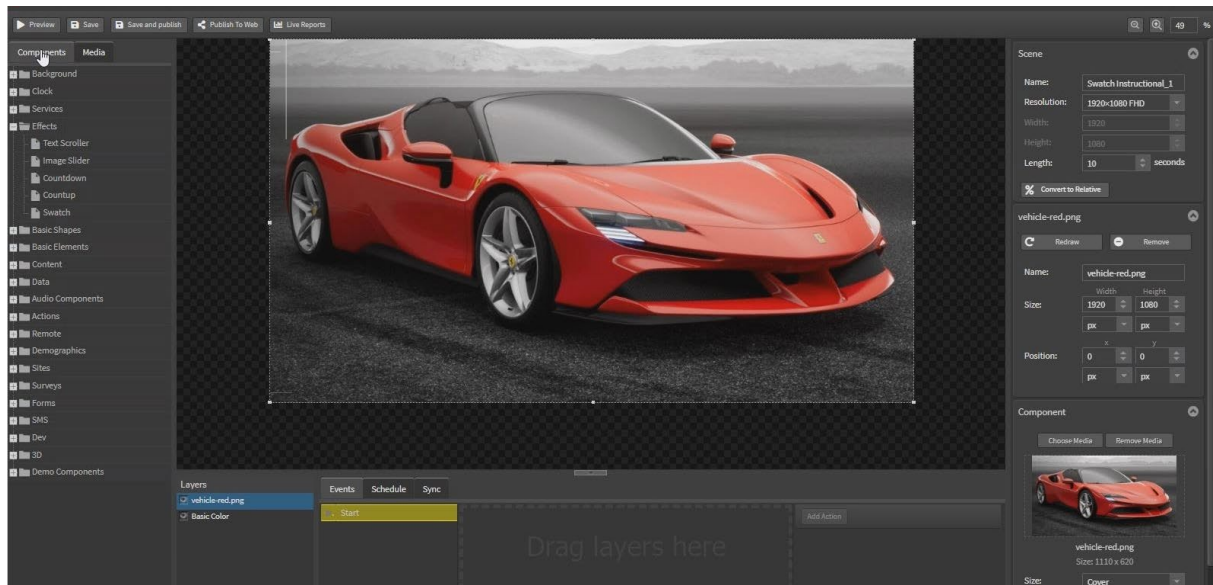 Preview Save Save and publish Publish To Web Live Reports 49 %
Components Media
Background
Clock
Services
Effects
Text Scroller
Image Slider
Countdown
Countup
Swatch
Basic Shapes
Basic Elements
Content
Data
Audio Components
Actions
Remote
Demographics
Sites
Surveys
Forms
SMS
Dev
3D
Demo Components
Layers
vehicle-red.png
Basic Color
Events Schedule Sync
Start
Drag layers here
Add Action
Scene
Name: Swatch Instructional_1
Resolution: 1920×1080 FHD
Width: 1920
Height: 1080
Length: 10 seconds
% Convert to Relative
vehicle-red.png
Redraw Remove
Name: vehicle-red.png
Width Height
Size: 1920 1080
px px
x y
Position: 0 0
px px
Component
Choose Media Remove Media
vehicle-red.png
Size: 1110 x 620
Size: Cover